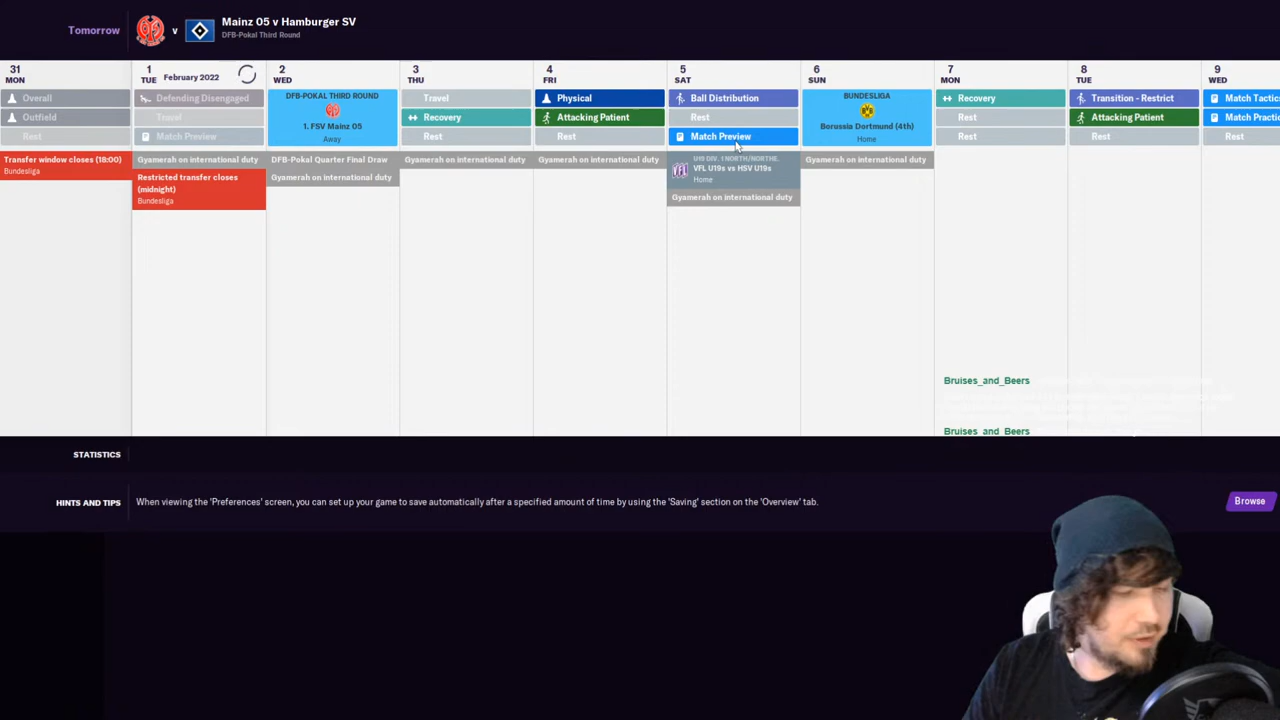 Tomorrow
v
Mainz 05 v Hamburger SV
DFB-Pokal Third Round
31
MON
Overall
Outfield
Rest
Transfer window closes (18:00)
Bundesliga
1
TUE
February 2022
Defending Disengaged
Travel
Match Preview
Gyamerah on international duty
Restricted transfer closes
(midnight)
Bundesliga
2
WED
DFB-POKAL THIRD ROUND
1. FSV Mainz 05
Away
DFB-Pokal Quarter Final Draw
Gyamerah on international duty
3
THU
Travel
Recovery
Rest
Gyamerah on international duty
4
FRI
Physical
Attacking Patient
Rest
Gyamerah on international duty
5
SAT
Ball Distribution
Rest
Match Preview
U19 DIV. 1 NORTH/NORTHE.
VFL U19s vs HSV U19s
Home
Gyamerah on international duty
6
SUN
BUNDESLIGA
Borussia Dortmund (4th)
Home
Gyamerah on international duty
7
MON
Recovery
Rest
8
TUE
Transition - Restrict
Attacking Patient
Rest
9
WED
Match Tactic
Match Practic
Rest
Bruises_and_Beers
Bruises_and_Beers
STATISTICS
HINTS AND TIPS
When viewing the 'Preferences' screen, you can set up your game to save automatically after a specified amount of time by using the 'Saving' section on the 'Overview' tab.
Browse